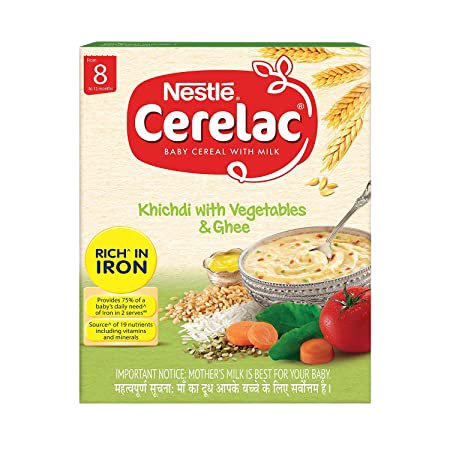 From
8
to 12 months
Nestlé®
Cerelac®
BABY CEREAL WITH MILK
Khichdi with Vegetables
& Ghee
RICH^ IN
IRON
Provides 75% of a
baby's daily need^
of Iron in 2 serves**
Source^ of 19 nutrients
including vitamins
and minerals
IMPORTANT NOTICE: MOTHER'S MILK IS BEST FOR YOUR BABY.
महत्वपूर्ण सूचना: माँ का दूध आपके बच्चे के लिए सर्वोत्तम है।